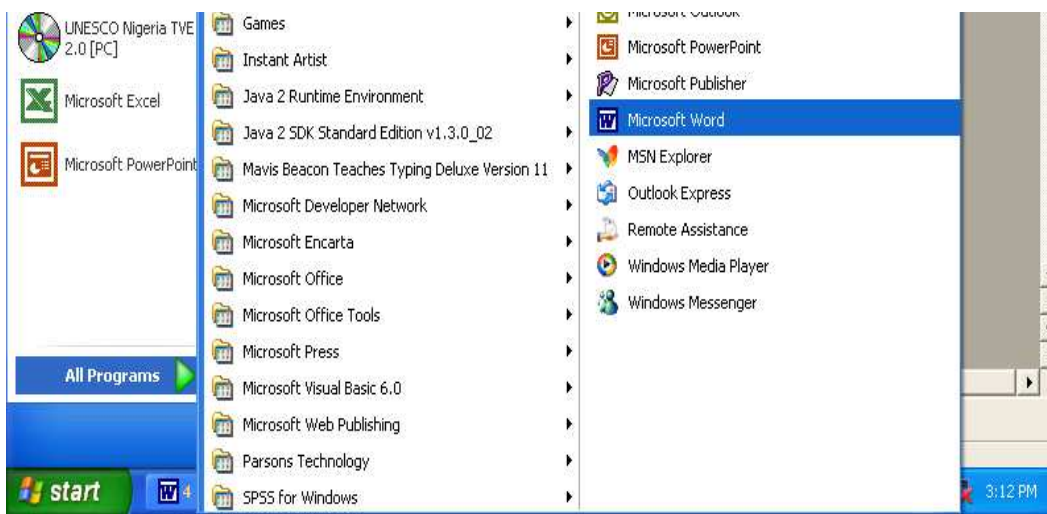 UNESCO Nigeria TVE
2.0 [PC]
Microsoft Excel
Microsoft PowerPoint
All Programs
start
4
Games
Instant Artist
Java 2 Runtime Environment
Java 2 SDK Standard Edition v1.3.0_02
Mavis Beacon Teaches Typing Deluxe Version 11
Microsoft Developer Network
Microsoft Encarta
Microsoft Office
Microsoft Office Tools
Microsoft Press
Microsoft Visual Basic 6.0
Microsoft Web Publishing
Parsons Technology
SPSS for Windows
Microsoft Outlook
Microsoft PowerPoint
Microsoft Publisher
Microsoft Word
MSN Explorer
Outlook Express
Remote Assistance
Windows Media Player
Windows Messenger
3:12 PM